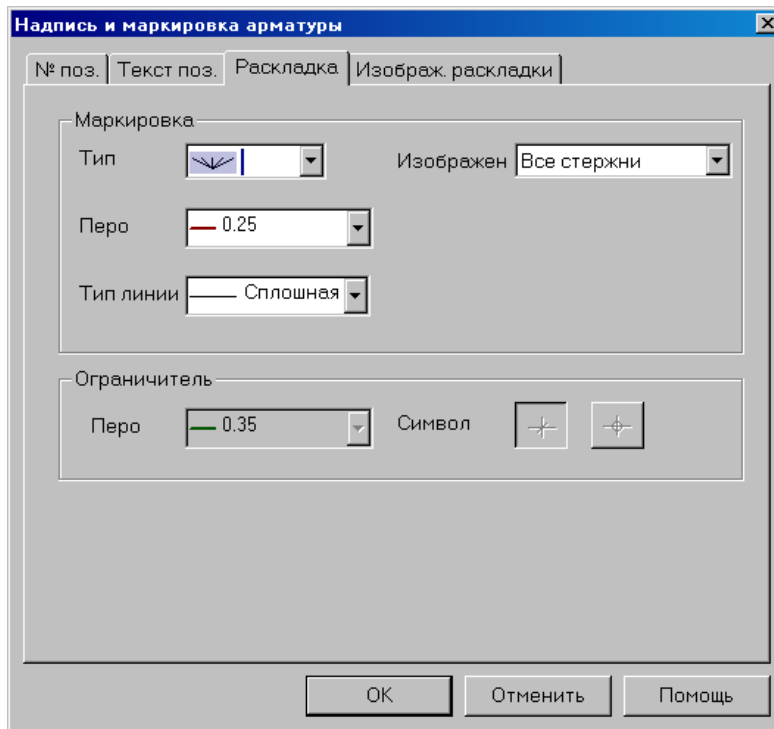 Надпись и маркировка арматуры
№ поз. Текст поз. Раскладка Изображ. раскладки
Маркировка
Тип Изображен Все стержни
Перо 0.25
Тип линии Сплошная
Ограничитель
Перо 0.35 Символ
OK Отменить Помощь